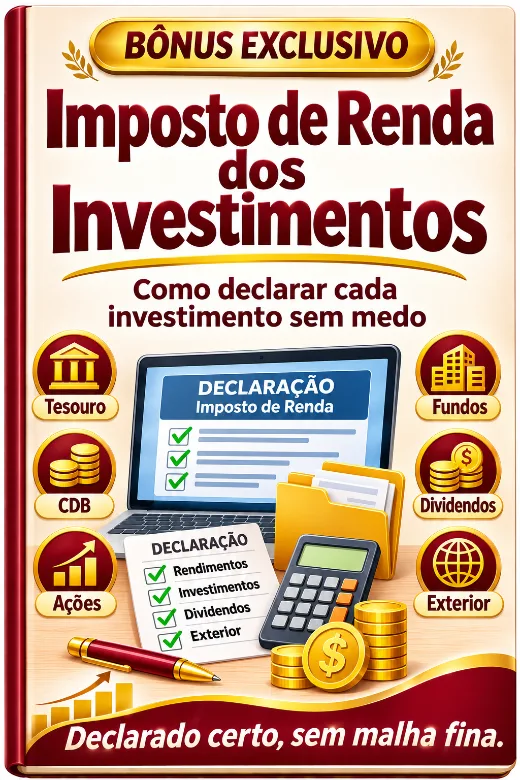 BÔNUS EXCLUSIVO
Imposto de Renda
dos
Investimentos
Como declarar cada
investimento sem medo
Tesouro
CDB
Ações
DECLARAÇÃO
Imposto de Renda
Fundos
Dividendos
Exterior
DECLARAÇÃO
Rendimentos
Investimentos
Dividendos
Exterior
$
$
Declarado certo, sem malha fina.